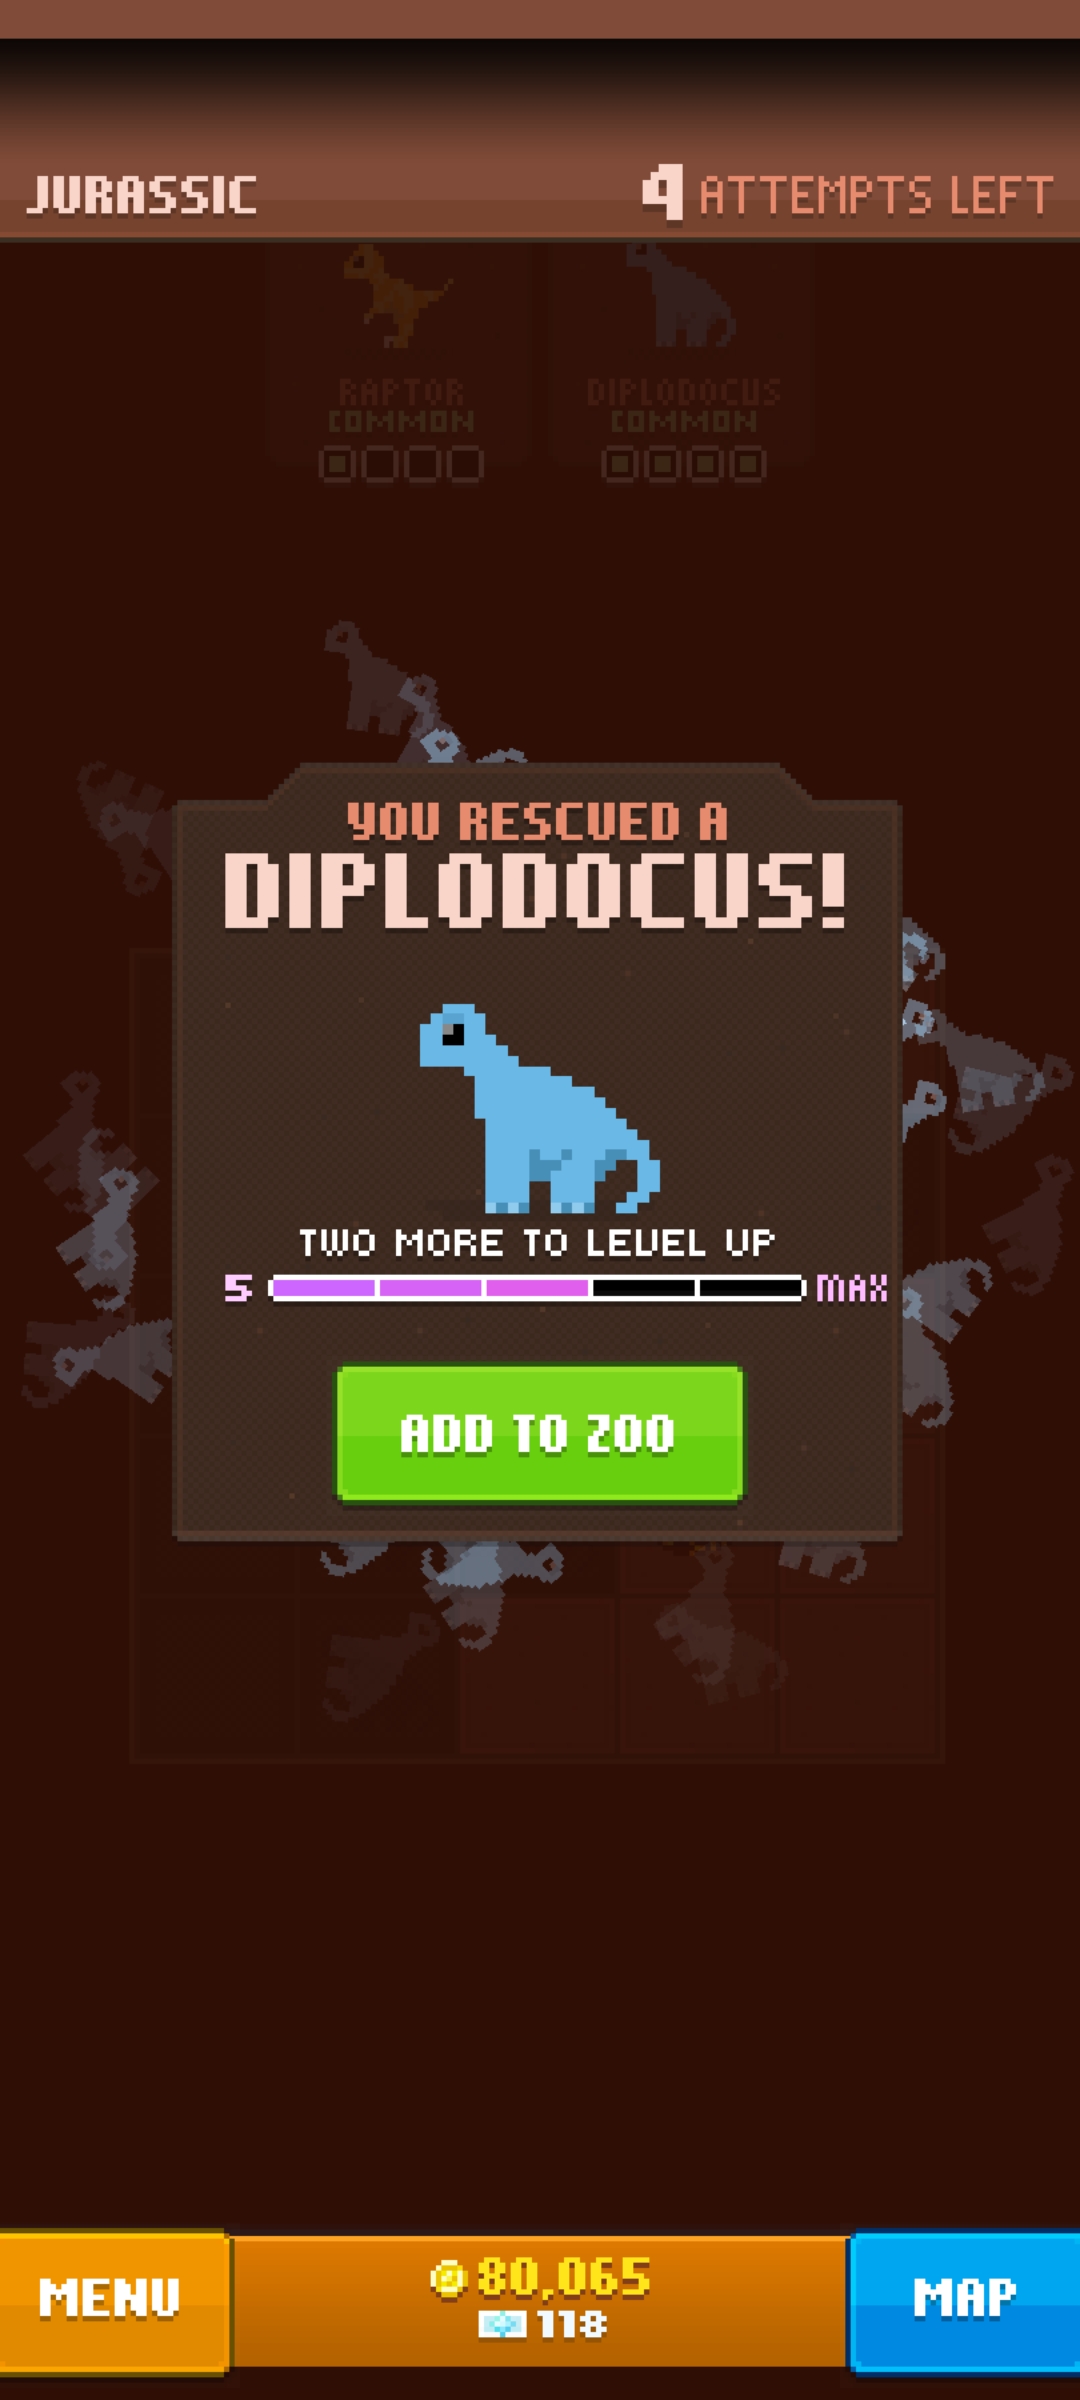 JURASSIC
9 ATTEMPTS LEFT
RAPTOR
COMMON
DIPLODOCUS
COMMON
YOU RESCUED A
DIPLODOCUS!
TWO MORE TO LEVEL UP
5 MAX
ADD TO ZOO
MENU
80,065
118
MAP